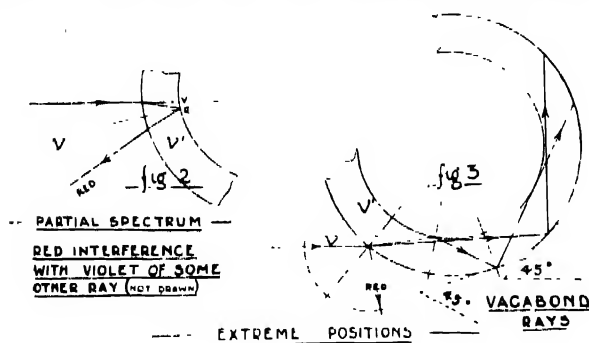 V
R
V
V'
fig 2
RED
PARTIAL SPECTRUM
RED INTERFERENCE
WITH VIOLET OF SOME
OTHER RAY (NOT DRAWN)
fig 3
V'
V
RED
45°
45°
VAGABOND
RAYS
EXTREME POSITIONS